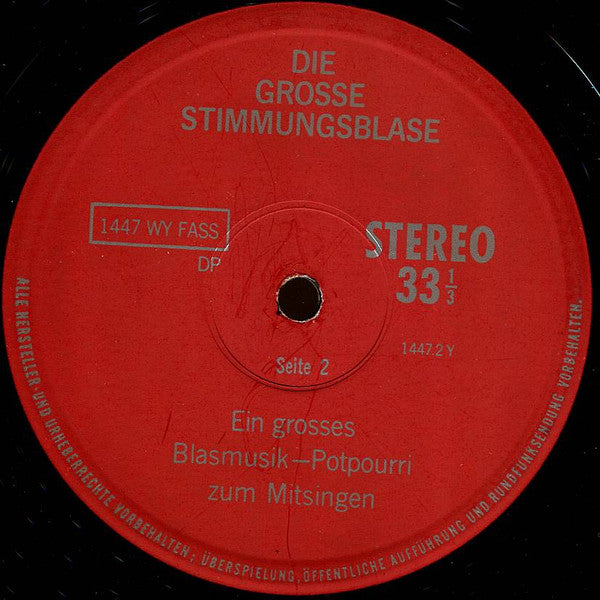 DIE
GROSSE
STIMMUNGSBLASE
1447 WY FASS
DP
STEREO
33 1/3
1447.2 Y
Seite 2
Ein grosses
Blasmusik—Potpourri
zum Mitsingen
ALLE HERSTELLER- UND URHEBERRECHTE VORBEHALTEN; ÜBERSPIELUNG, ÖFFENTLICHE AUFFÜHRUNG UND RUNDFUNKSENDUNG VORBEHALTEN.